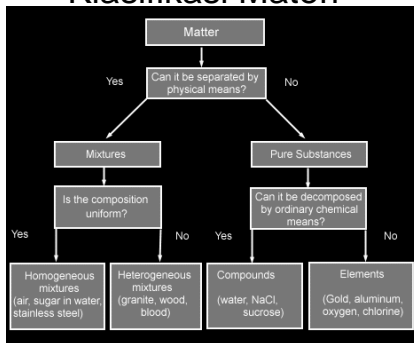 Klasifikasi Materi
Matter
Can it be separated by
physical means?
Yes
No
Mixtures
Pure Substances
Is the composition
uniform?
Can it be decomposed
by ordinary chemical
means?
Yes
No
Yes
No
Homogeneous
mixtures
(air, sugar in water,
stainless steel)
Heterogeneous
mixtures
(granite, wood,
blood)
Compounds
(water, NaCl,
sucrose)
Elements
(Gold, aluminum,
oxygen, chlorine)